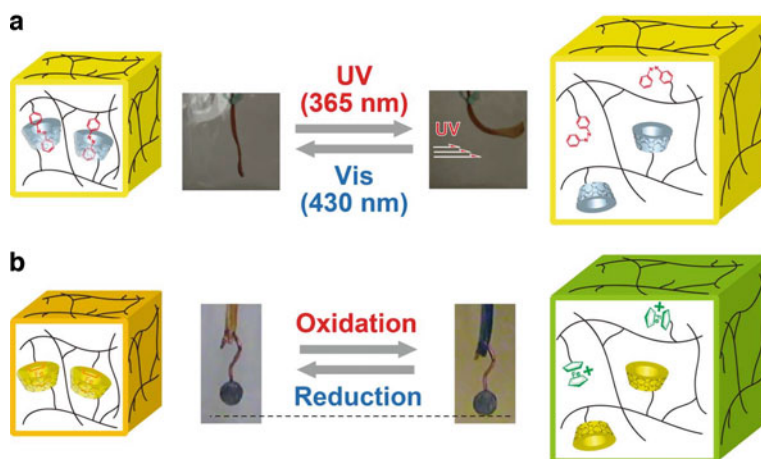 a
UV
(365 nm)
UV
Vis
(430 nm)
b
Oxidation
Reduction